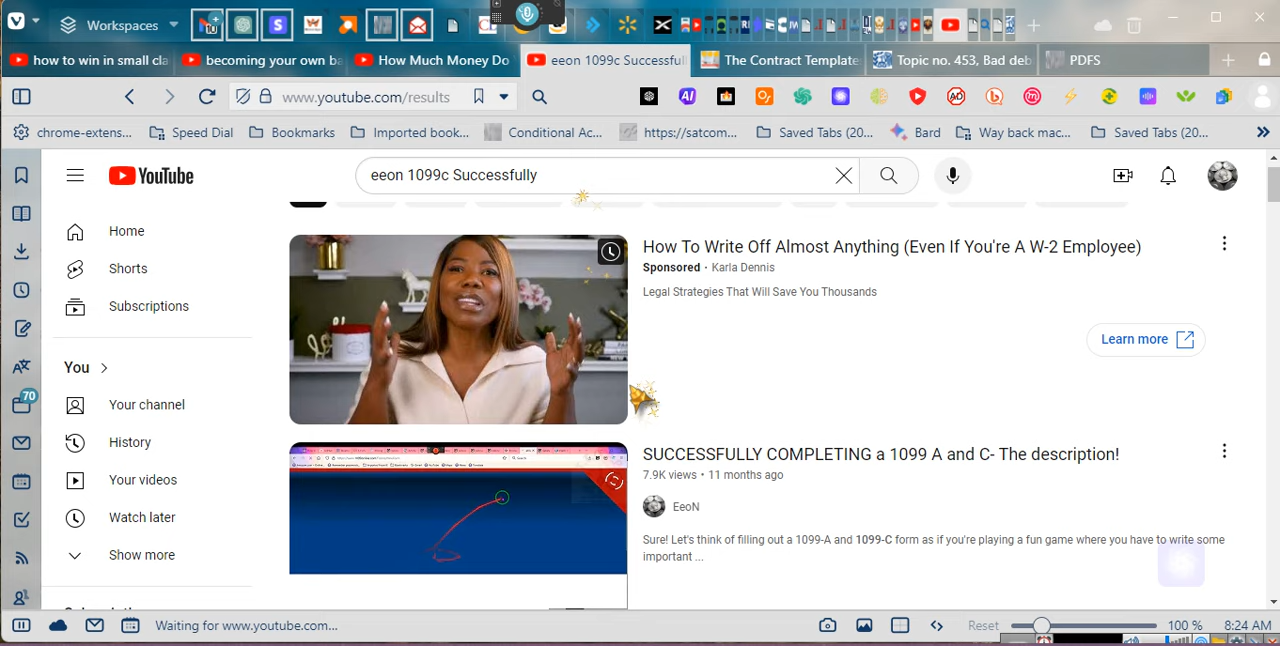 Workspaces
how to win in small cla
becoming your own ba
How Much Money Do
eeon 1099c Successful
The Contract Template
Topic no. 453, Bad deb
PDFS
www.youtube.com/results
chrome-extens...
Speed Dial
Bookmarks
Imported book...
Conditional Ac...
https://satcom...
Saved Tabs (20...
Bard
Way back mac...
Saved Tabs (20...
YouTube
eeon 1099c Successfully
Home
Shorts
Subscriptions
You
Your channel
History
Your videos
Watch later
Show more
How To Write Off Almost Anything (Even If You're A W-2 Employee)
Sponsored · Karla Dennis
Legal Strategies That Will Save You Thousands
Learn more
SUCCESSFULLY COMPLETING a 1099 A and C- The description!
7.9K views · 11 months ago
EeoN
Sure! Let's think of filling out a 1099-A and 1099-C form as if you're playing a fun game where you have to write some
important ...
70
Waiting for www.youtube.com...
Reset
100 %
8:24 AM